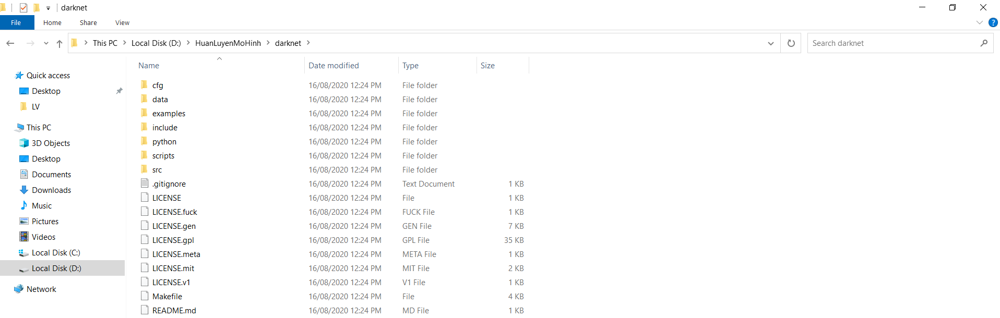 darknet
File Home Share View
This PC Local Disk (D:) HuanLuyenMoHinh darknet Search darknet
Name Date modified Type Size
Quick access
Desktop
LV
This PC
3D Objects
Desktop
Documents
Downloads
Music
Pictures
Videos
Local Disk (C:)
Local Disk (D:)
Network
cfg 16/08/2020 12:24 PM File folder
data 16/08/2020 12:24 PM File folder
examples 16/08/2020 12:24 PM File folder
include 16/08/2020 12:24 PM File folder
python 16/08/2020 12:24 PM File folder
scripts 16/08/2020 12:24 PM File folder
src 16/08/2020 12:24 PM File folder
.gitignore 16/08/2020 12:24 PM Text Document 1 KB
LICENSE 16/08/2020 12:24 PM File 1 KB
LICENSE.fuck 16/08/2020 12:24 PM FUCK File 1 KB
LICENSE.gen 16/08/2020 12:24 PM GEN File 7 KB
LICENSE.gpl 16/08/2020 12:24 PM GPL File 35 KB
LICENSE.meta 16/08/2020 12:24 PM META File 1 KB
LICENSE.mit 16/08/2020 12:24 PM MIT File 2 KB
LICENSE.v1 16/08/2020 12:24 PM V1 File 1 KB
Makefile 16/08/2020 12:24 PM File 4 KB
README.md 16/08/2020 12:24 PM MD File 1 KB